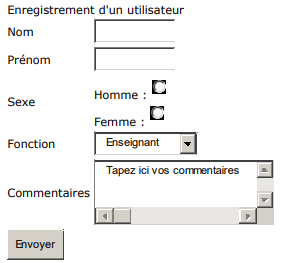 Enregistrement d'un utilisateur
Nom
Prénom
Sexe
Homme :
Femme :
Fonction Enseignant
Commentaires Tapez ici vos commentaires
Envoyer